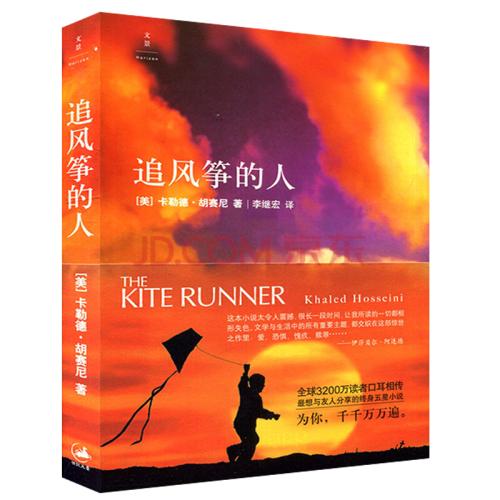 文景
Horizon
追风筝的人
[美] 卡勒德·胡赛尼 著
追风筝的人
[美] 卡勒德·胡赛尼 著 | 李继宏 译
JD.COM 京东
THE
KITE RUNNER
Khaled Hosseini
这本小说太令人震撼，很长一段时间，让我所读的一切都相
形失色。文学与生活中的所有重要主题，都交织在这部惊世
之作里：爱、恐惧、愧疚、赎罪……
——伊莎贝尔·阿连德
全球3200万读者口耳相传
最想与友人分享的终身五星小说
为你，千千万万遍。